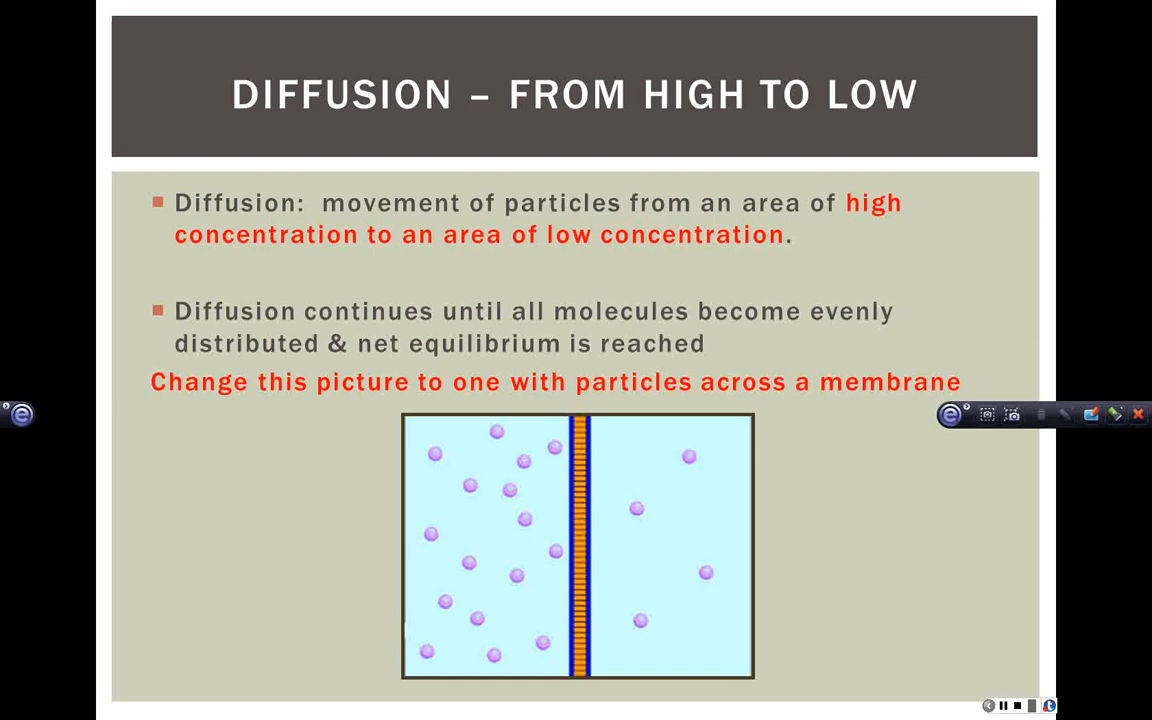 DIFFUSION – FROM HIGH TO LOW
Diffusion:  movement of particles from an area of high
concentration to an area of low concentration.
Diffusion continues until all molecules become evenly
distributed & net equilibrium is reached
Change this picture to one with particles across a membrane